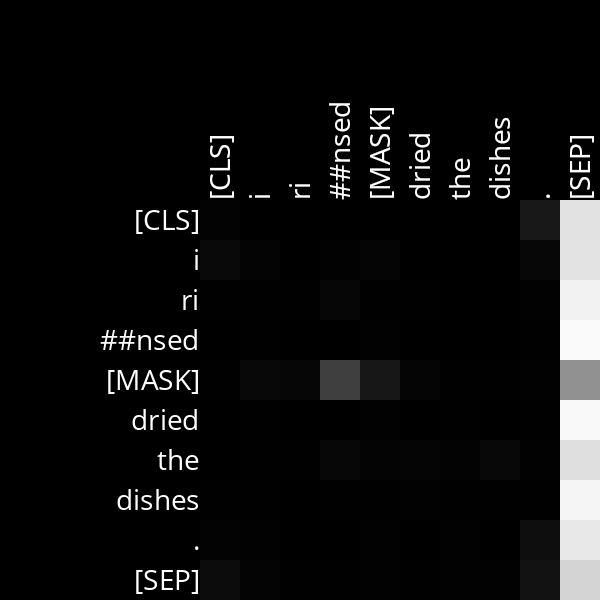 [CLS] i ri ##nsed [MASK] dried the dishes . [SEP]
[CLS]
i
ri
##nsed
[MASK]
dried
the
dishes
.
[SEP]